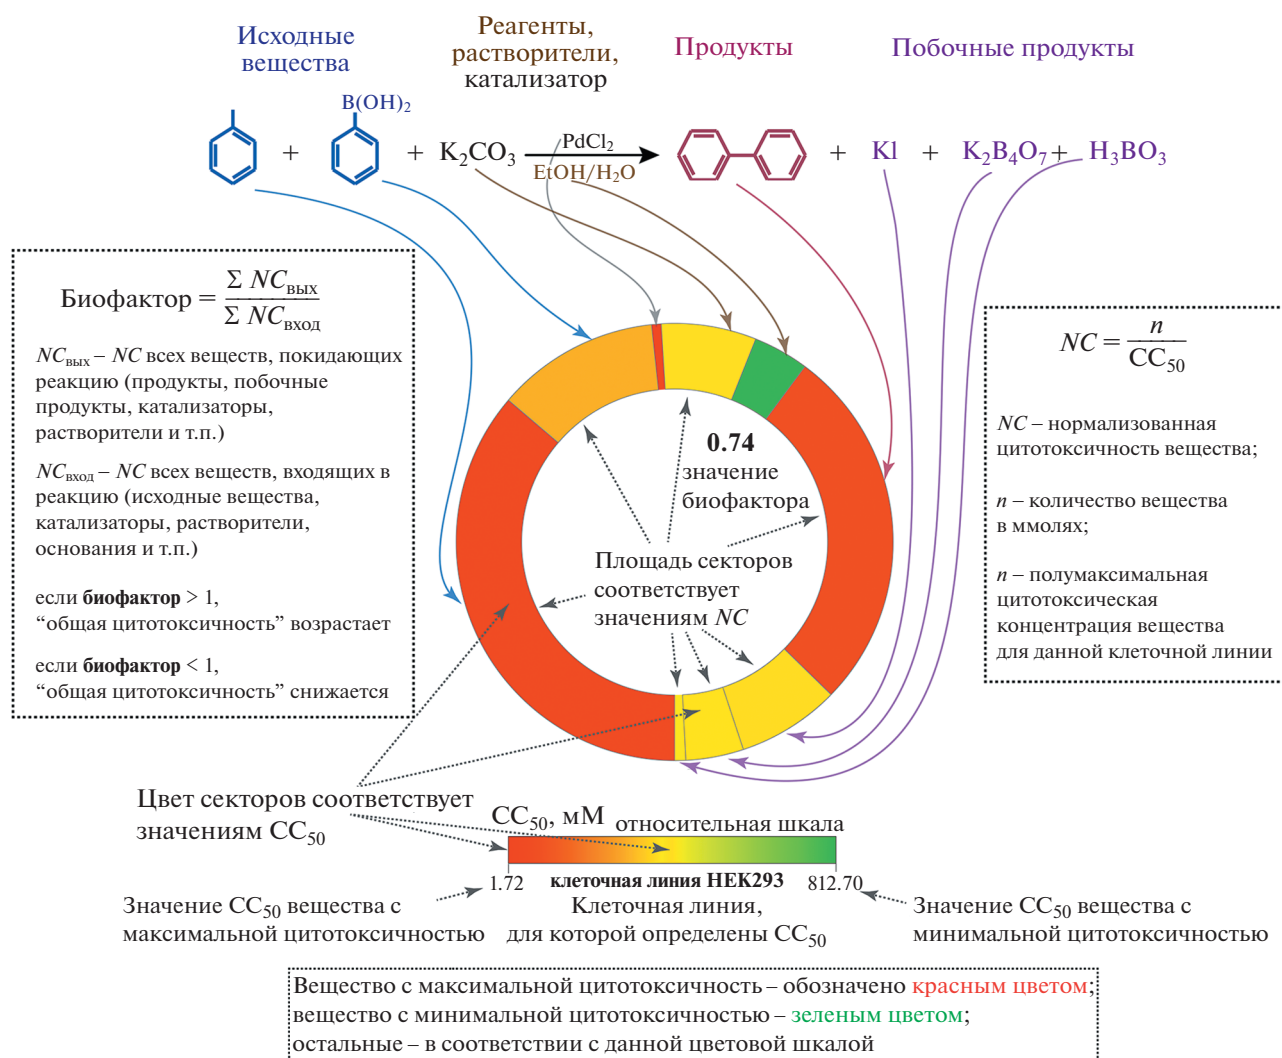 Исходные
вещества
Реагенты,
растворители,
катализатор
Продукты
Побочные продукты
B(OH)₂
+ + K₂CO₃ PdCl₂ + Kl + K₂B₄O₇ + H₃BO₃
EtOH/H₂O
Биофактор = Σ NCвых / Σ NCвход
NCвых – NC всех веществ, покидающих
реакцию (продукты, побочные
продукты, катализаторы,
растворители и т.п.)
NCвход – NC всех веществ, входящих в
реакцию (исходные вещества,
катализаторы, растворители,
основания и т.п.)
если биофактор > 1,
“общая цитотоксичность” возрастает
если биофактор < 1,
“общая цитотоксичность” снижается
0.74
значение
биофактора
Площадь секторов
соответствует
значениям NC
NC = n / CC₅₀
NC – нормализованная
цитотоксичность вещества;
n – количество вещества
в ммолях;
n – полумаксимальная
цитотоксическая
концентрация вещества
для данной клеточной линии
Цвет секторов соответствует
значениям CC₅₀
CC₅₀, мМ относительная шкала
1.72 клеточная линия HEK293 812.70
Значение CC₅₀ вещества с
максимальной цитотоксичностью
Клеточная линия,
для которой определены CC₅₀
Значение CC₅₀ вещества с
минимальной цитотоксичностью
Вещество с максимальной цитотоксичность – обозначено красным цветом;
вещество с минимальной цитотоксичностью – зеленым цветом;
остальные – в соответствии с данной цветовой шкалой